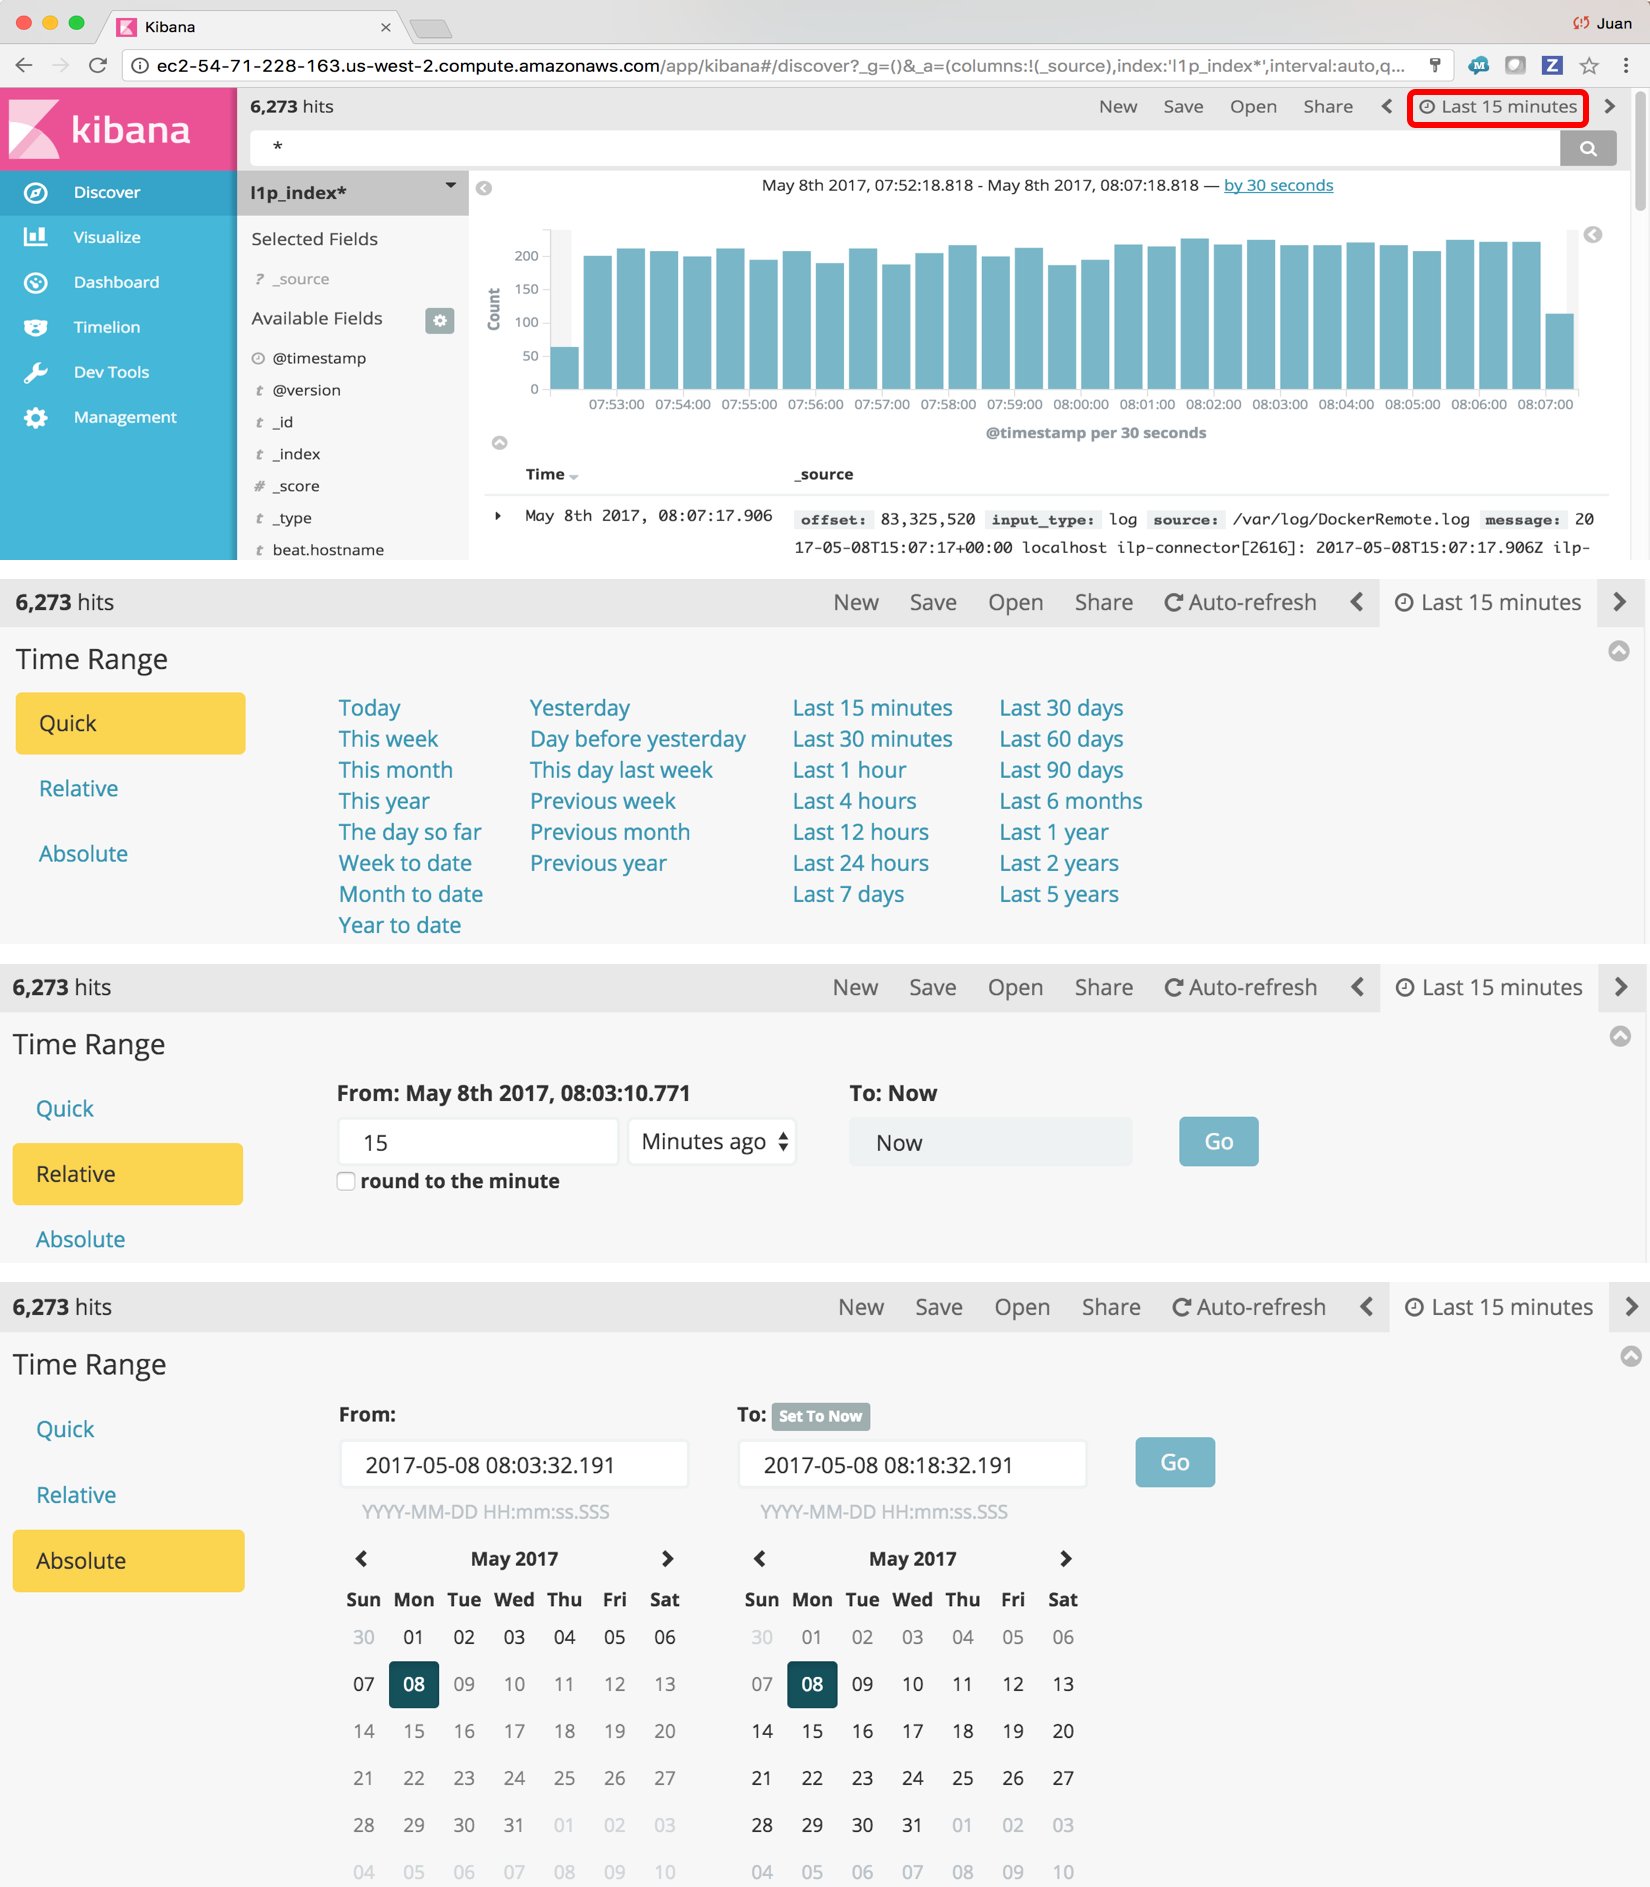 Kibana
Juan
ec2-54-71-228-163.us-west-2.compute.amazonaws.com/app/kibana#/discover?_g=()&_a=(columns:!(_source),index:'l1p_index*',interval:auto,q...
kibana
6,273 hits
New Save Open Share Last 15 minutes
*
Discover
Visualize
Dashboard
Timelion
Dev Tools
Management
l1p_index*
Selected Fields
? _source
Available Fields
@timestamp
t @version
t _id
t _index
# _score
t _type
t beat.hostname
May 8th 2017, 07:52:18.818 - May 8th 2017, 08:07:18.818 — by 30 seconds
Count
200
150
100
50
0
07:53:00 07:54:00 07:55:00 07:56:00 07:57:00 07:58:00 07:59:00 08:00:00 08:01:00 08:02:00 08:03:00 08:04:00 08:05:00 08:06:00 08:07:00
@timestamp per 30 seconds
Time _source
May 8th 2017, 08:07:17.906 offset: 83,325,520 input_type: log source: /var/log/DockerRemote.log message: 20
17-05-08T15:07:17+00:00 localhost ilp-connector[2616]: 2017-05-08T15:07:17.906Z ilp-
6,273 hits New Save Open Share Auto-refresh Last 15 minutes
Time Range
Quick
Relative
Absolute
Today Yesterday Last 15 minutes Last 30 days
This week Day before yesterday Last 30 minutes Last 60 days
This month This day last week Last 1 hour Last 90 days
This year Previous week Last 4 hours Last 6 months
The day so far Previous month Last 12 hours Last 1 year
Week to date Previous year Last 24 hours Last 2 years
Month to date Last 7 days Last 5 years
Year to date
6,273 hits New Save Open Share Auto-refresh Last 15 minutes
Time Range
Quick
Relative
Absolute
From: May 8th 2017, 08:03:10.771 To: Now
15 Minutes ago Now Go
round to the minute
6,273 hits New Save Open Share Auto-refresh Last 15 minutes
Time Range
Quick
Relative
Absolute
From: To: Set To Now
2017-05-08 08:03:32.191 2017-05-08 08:18:32.191 Go
YYYY-MM-DD HH:mm:ss.SSS YYYY-MM-DD HH:mm:ss.SSS
May 2017 May 2017
Sun Mon Tue Wed Thu Fri Sat Sun Mon Tue Wed Thu Fri Sat
30 01 02 03 04 05 06 30 01 02 03 04 05 06
07 08 09 10 11 12 13 07 08 09 10 11 12 13
14 15 16 17 18 19 20 14 15 16 17 18 19 20
21 22 23 24 25 26 27 21 22 23 24 25 26 27
28 29 30 31 01 02 03 28 29 30 31 01 02 03
04 05 06 07 08 09 10 04 05 06 07 08 09 10